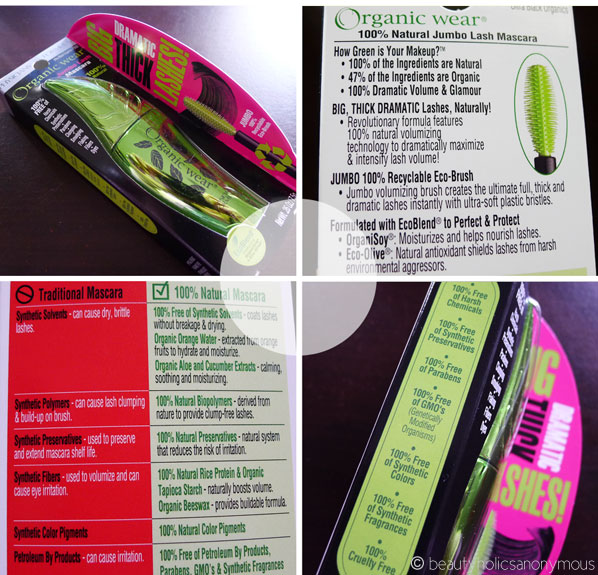 BIG
DRAMATIC
THICK
LASHES!
Organic wear®
100%
100% FREE OF
JUMBO
100%
Recyclable
Eco-Brush
Organic wear
Organic wear®
100% Natural Jumbo Lash Mascara
How Green is Your Makeup?™
• 100% of the Ingredients are Natural
• 47% of the Ingredients are Organic
• 100% Dramatic Volume & Glamour
BIG, THICK DRAMATIC Lashes, Naturally!
• Revolutionary formula features
100% natural volumizing
technology to dramatically maximize
& intensify lash volume!
JUMBO 100% Recyclable Eco-Brush
• Jumbo volumizing brush creates the ultimate full, thick and
dramatic lashes instantly with ultra-soft plastic bristles.
Formulated with EcoBlend® to Perfect & Protect
• OrganiSoy®: Moisturizes and helps nourish lashes.
• Eco-Olive®: Natural antioxidant shields lashes from harsh
environmental aggressors.
Traditional Mascara
Synthetic Solvents - can cause dry, brittle
lashes.
Synthetic Polymers - can cause lash clumping
& build-up on brush.
Synthetic Preservatives - used to preserve
and extend mascara shelf life.
Synthetic Fibers - used to volumize and can
cause eye irritation.
Synthetic Color Pigments
Petroleum By Products - can cause irritation.
100% Natural Mascara
100% Free of Synthetic Solvents - coats lashes
without breakage & drying.
Organic Orange Water - extracted from orange
fruits to hydrate and moisturize.
Organic Aloe and Cucumber Extracts - calming,
soothing and moisturizing.
100% Natural Biopolymers - derived from
nature to provide clump-free lashes.
100% Natural Preservatives - natural system
that reduces the risk of irritation.
100% Natural Rice Protein & Organic
Tapioca Starch - naturally boosts volume.
Organic Beeswax - provides buildable formula.
100% Natural Color Pigments
100% Free of Petroleum By Products,
Parabens, GMO's & Synthetic Fragrances
100% Free
of Harsh
Chemicals
100% Free
of Synthetic
Preservatives
100% Free
of Parabens
100% Free
of GMO's
(Genetically
Modified
Organisms)
100% Free
of Synthetic
Colors
100% Free
of Synthetic
Fragrances
100%
Cruelty Free
BIG
DRAMATIC
THICK
LASHES!
© beautyholicsanonymous